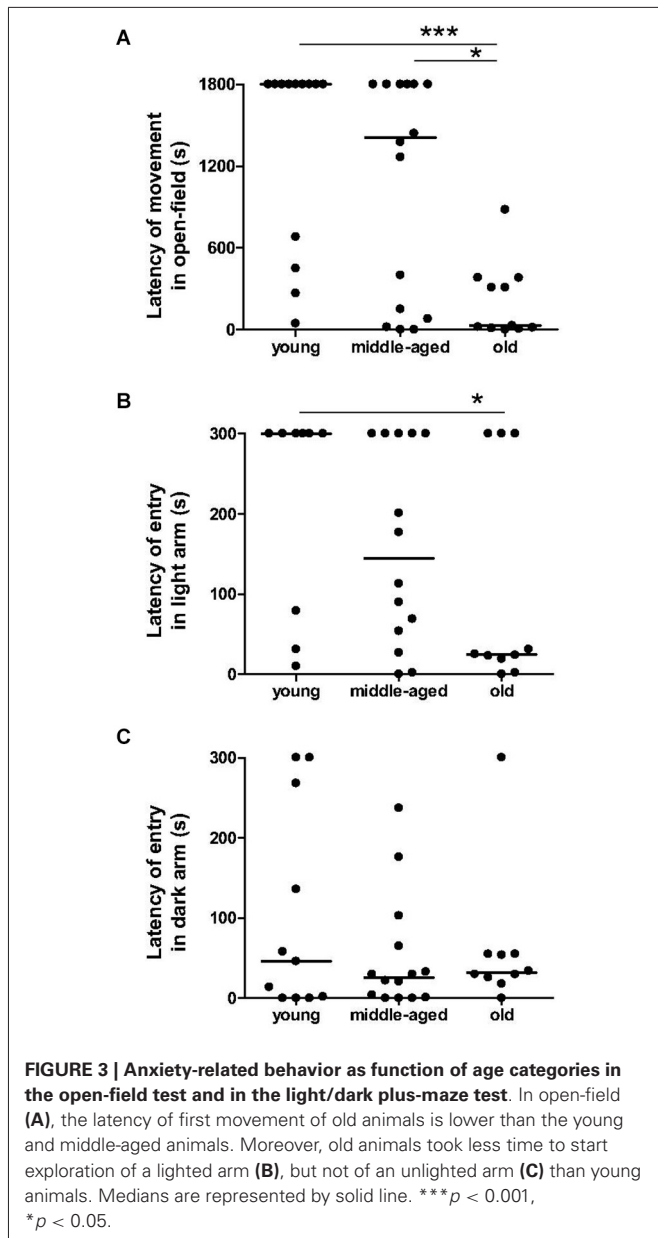 A
***
*
Latency of movement
in open-field (s)
1800
1200
600
0
young middle-aged old
B
*
Latency of entry
in light arm (s)
300
200
100
0
young middle-aged old
C
Latency of entry
in dark arm (s)
300
200
100
0
young middle-aged old
FIGURE 3 | Anxiety-related behavior as function of age categories in
the open-field test and in the light/dark plus-maze test. In open-field
(A), the latency of first movement of old animals is lower than the young
and middle-aged animals. Moreover, old animals took less time to start
exploration of a lighted arm (B), but not of an unlighted arm (C) than young
animals. Medians are represented by solid line. ***p < 0.001,
*p < 0.05.